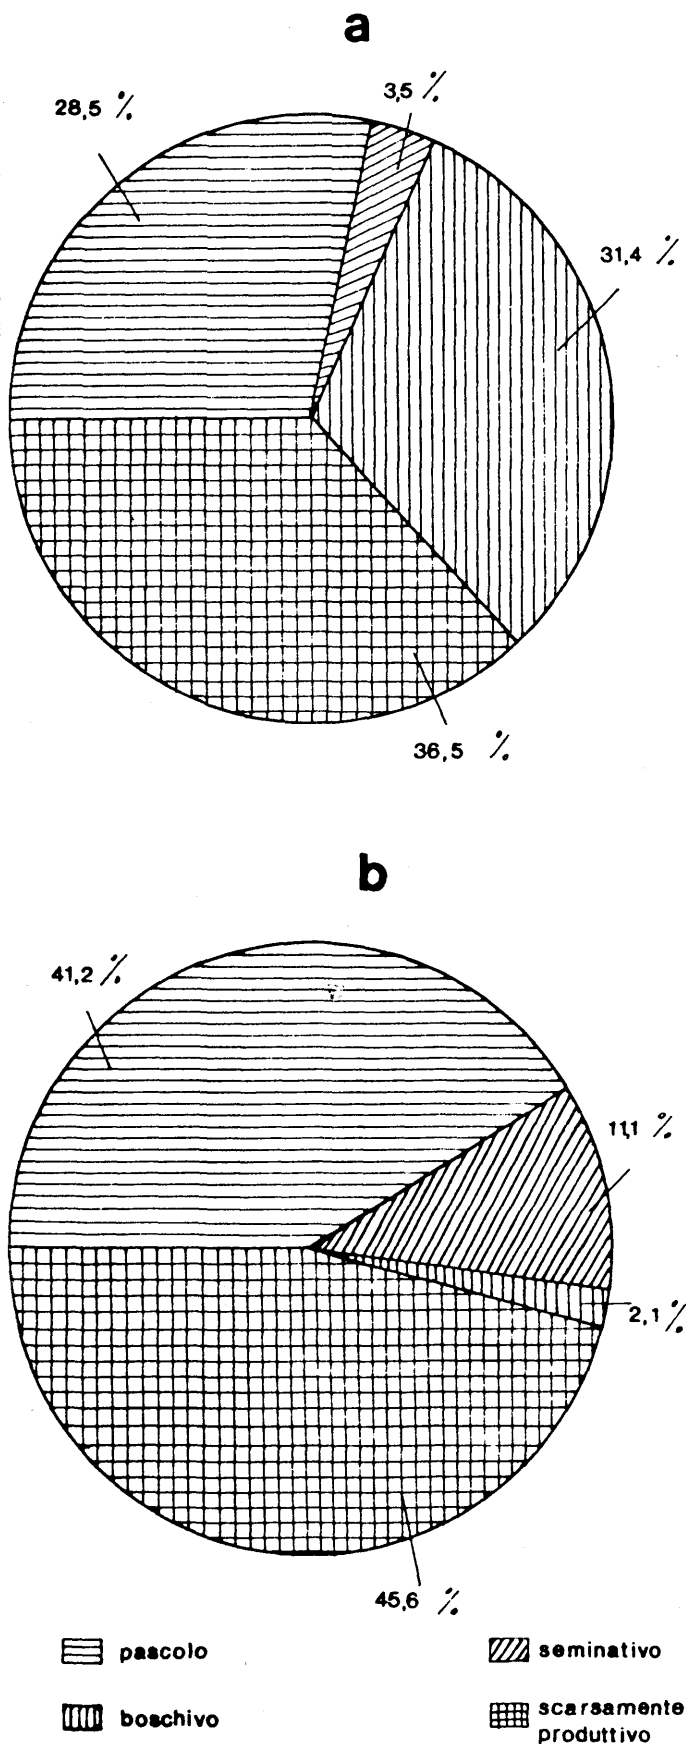 a
28,5 %
3,5 %
31,4 %
36,5 %
b
41,2 %
11,1 %
2,1 %
45,6 %
pascolo
seminativo
boschivo
scarsamente
produttivo